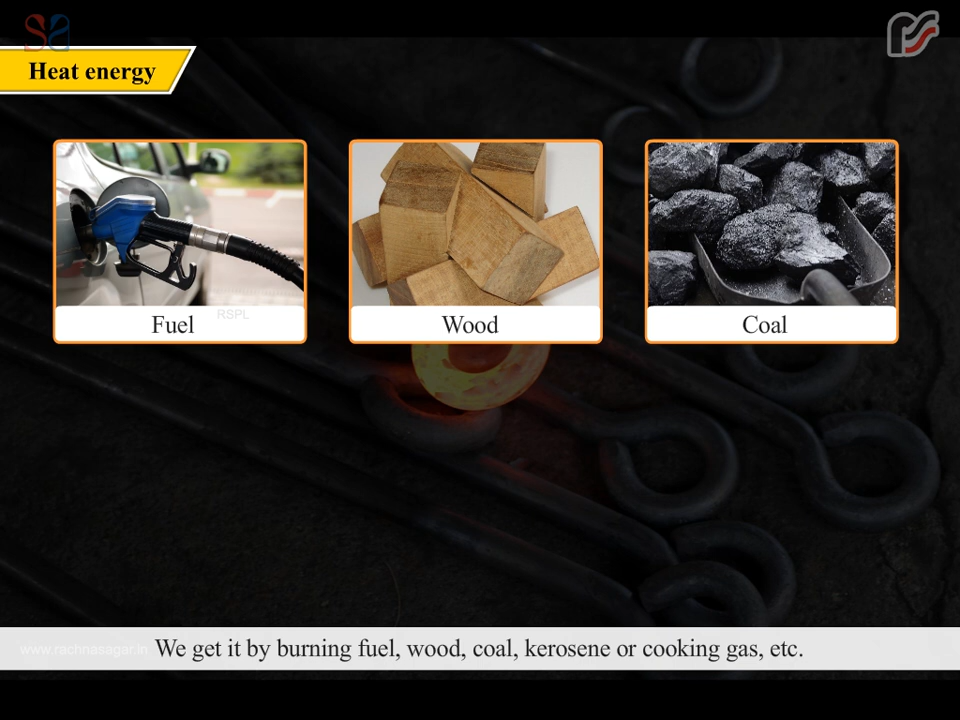 Heat energy
Fuel
RSPL
Wood
Coal
www.rachnasagar.in
We get it by burning fuel, wood, coal, kerosene or cooking gas, etc.